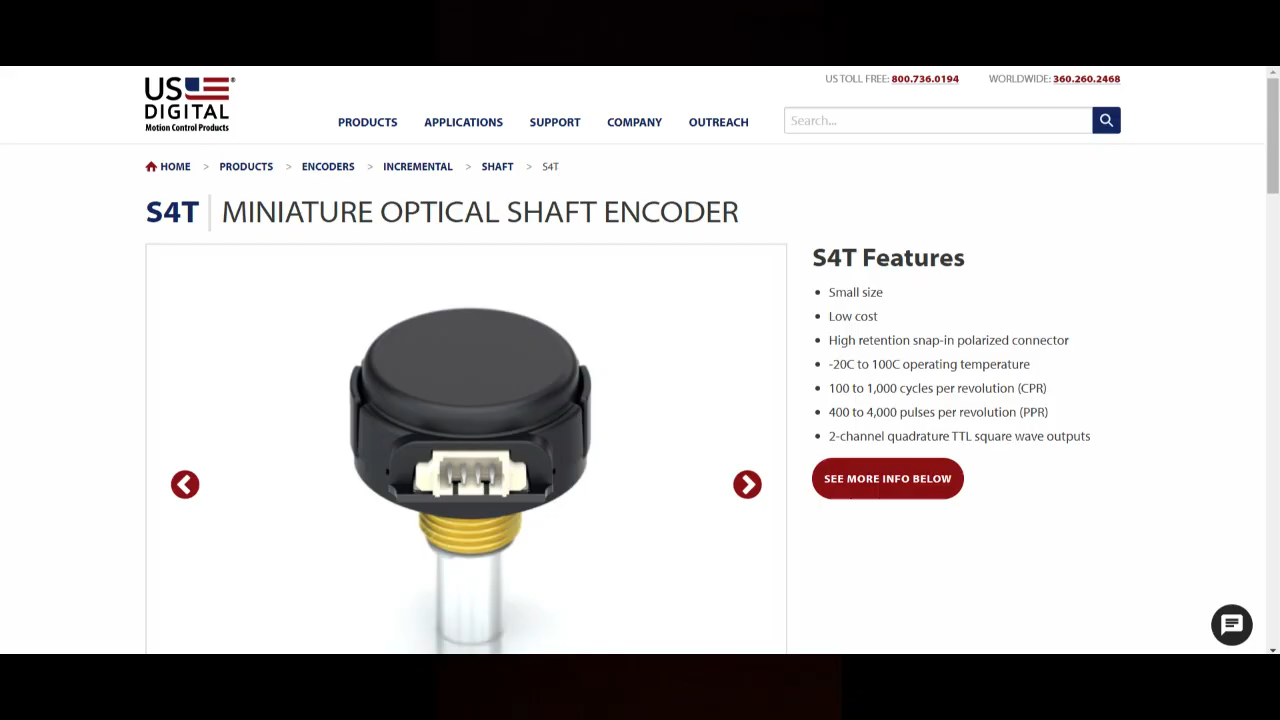 US TOLL FREE: 800.736.0194 WORLDWIDE: 360.260.2468
US
DIGITAL
Motion Control Products
PRODUCTS APPLICATIONS SUPPORT COMPANY OUTREACH Search...
HOME > PRODUCTS > ENCODERS > INCREMENTAL > SHAFT > S4T
S4T | MINIATURE OPTICAL SHAFT ENCODER
S4T Features
• Small size
• Low cost
• High retention snap-in polarized connector
• -20C to 100C operating temperature
• 100 to 1,000 cycles per revolution (CPR)
• 400 to 4,000 pulses per revolution (PPR)
• 2-channel quadrature TTL square wave outputs
SEE MORE INFO BELOW